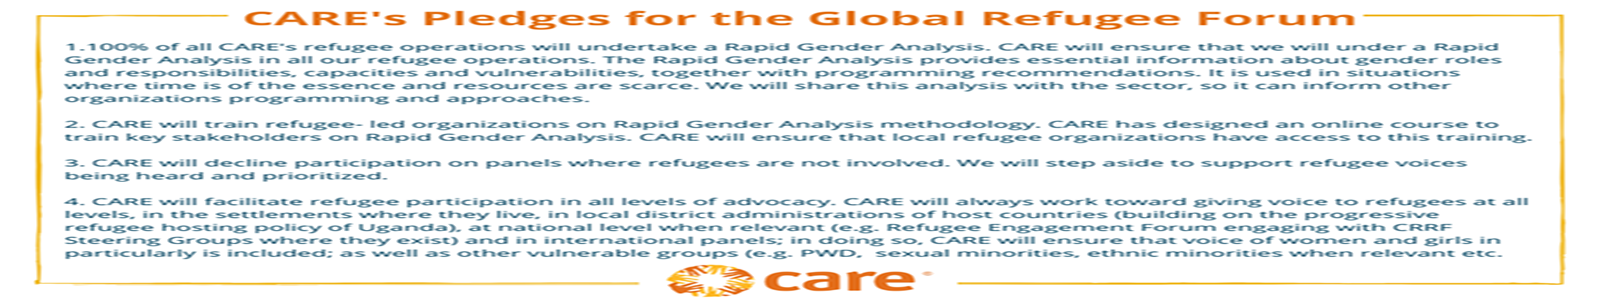 CARE's Pledges for the Global Refugee Forum
1.100% of all CARE's refugee operations will undertake a Rapid Gender Analysis. CARE will ensure that we will under a Rapid
Gender Analysis in all our refugee operations. The Rapid Gender Analysis provides essential information about gender roles
and responsibilities, capacities and vulnerabilities, together with programming recommendations. It is used in situations
where time is of the essence and resources are scarce. We will share this analysis with the sector, so it can inform other
organizations programming and approaches.
2. CARE will train refugee- led organizations on Rapid Gender Analysis methodology. CARE has designed an online course to
train key stakeholders on Rapid Gender Analysis. CARE will ensure that local refugee organizations have access to this training.
3. CARE will decline participation on panels where refugees are not involved. We will step aside to support refugee voices
being heard and prioritized.
4. CARE will facilitate refugee participation in all levels of advocacy. CARE will always work toward giving voice to refugees at all
levels, in the settlements where they live, in local district administrations of host countries (building on the progressive
refugee hosting policy of Uganda), at national level when relevant (e.g. Refugee Engagement Forum engaging with CRRF
Steering Groups where they exist) and in international panels; in doing so, CARE will ensure that voice of women and girls in
particularly is included; as well as other vulnerable groups (e.g. PWD, sexual minorities, ethnic minorities when relevant etc.
care